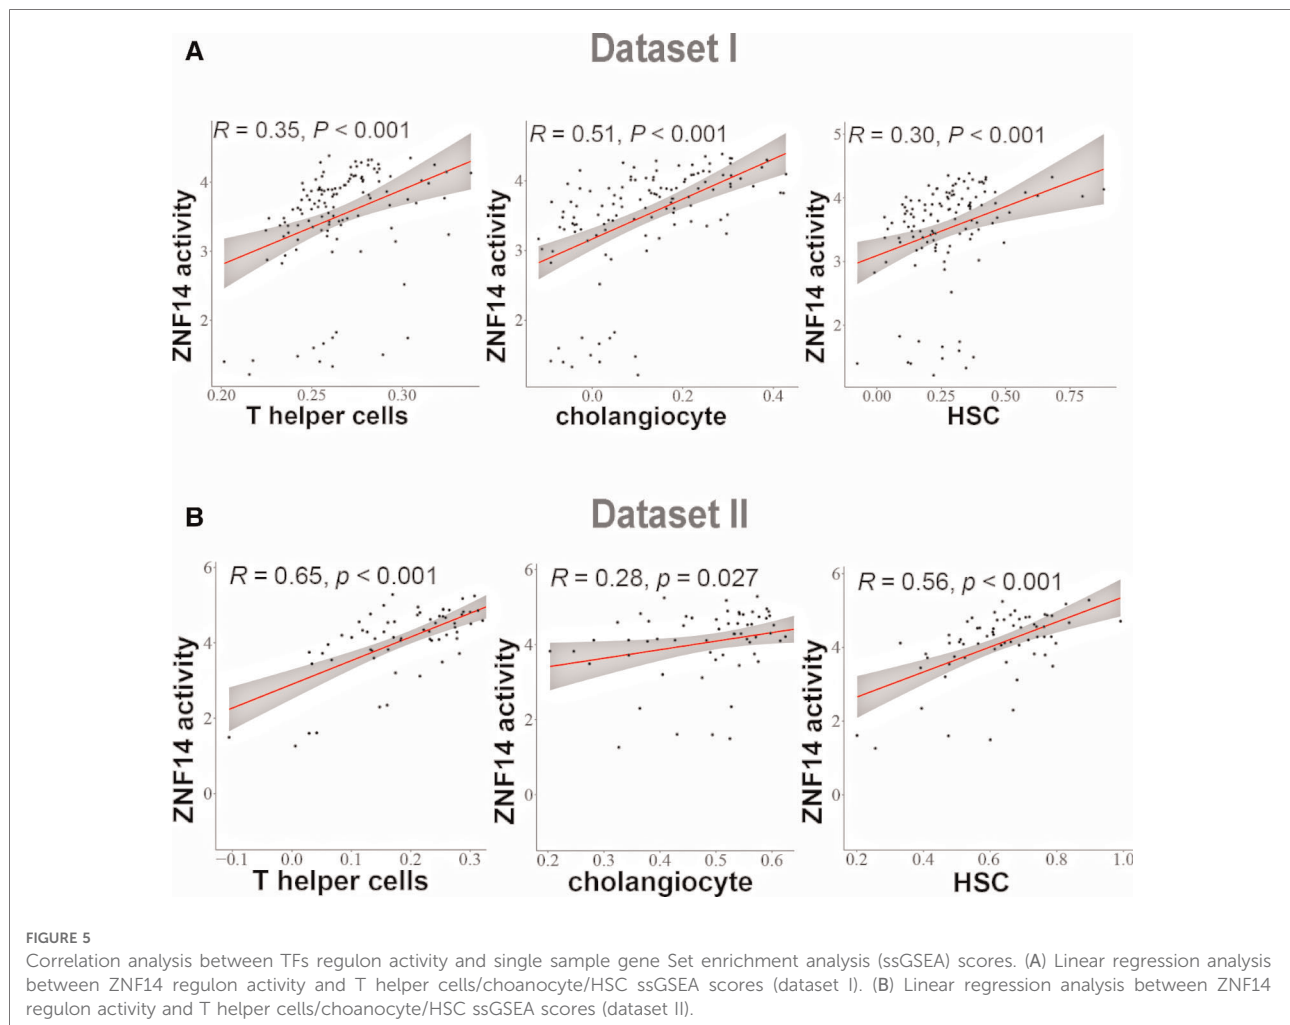 A
Dataset I
R = 0.35, P < 0.001
R = 0.51, P < 0.001
R = 0.30, P < 0.001
ZNF14 activity
4
3
2
0.20 0.25 0.30
T helper cells
ZNF14 activity
4
3
2
0.0 0.2 0.4
cholangiocyte
ZNF14 activity
5
4
3
2
0.00 0.25 0.50 0.75
HSC
B
Dataset II
R = 0.65, p < 0.001
R = 0.28, p = 0.027
R = 0.56, p < 0.001
ZNF14 activity
6
4
2
0
−0.1 0.0 0.1 0.2 0.3
T helper cells
ZNF14 activity
6
4
2
0
0.2 0.3 0.4 0.5 0.6
cholangiocyte
ZNF14 activity
6
4
2
0
0.2 0.4 0.6 0.8 1.0
HSC
FIGURE 5
Correlation analysis between TFs regulon activity and single sample gene Set enrichment analysis (ssGSEA) scores. (A) Linear regression analysis
between ZNF14 regulon activity and T helper cells/choanocyte/HSC ssGSEA scores (dataset I). (B) Linear regression analysis between ZNF14
regulon activity and T helper cells/choanocyte/HSC ssGSEA scores (dataset II).